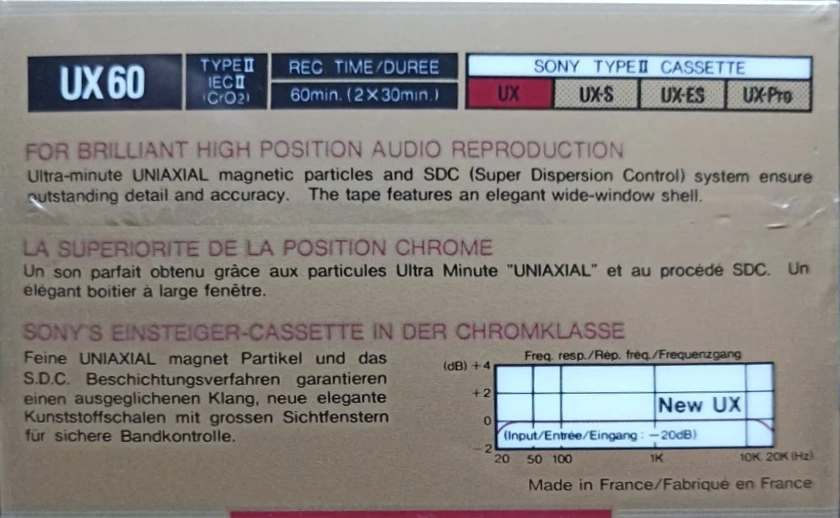 UX 60
TYPE II
IEC II
(CrO2)
REC. TIME/DUREE
60min. (2×30min.)
SONY TYPE II CASSETTE
UX UX-S UX-ES UX-Pro
FOR BRILLIANT HIGH POSITION AUDIO REPRODUCTION
Ultra-minute UNIAXIAL magnetic particles and SDC (Super Dispersion Control) system ensure
outstanding detail and accuracy. The tape features an elegant wide-window shell.
LA SUPERIORITE DE LA POSITION CHROME
Un son parfait obtenu grâce aux particules Ultra Minute "UNIAXIAL" et au procédé SDC. Un
elégant boitier à large fenêtre.
SONY'S EINSTEIGER-CASSETTE IN DER CHROMKLASSE
Feine UNIAXIAL magnet Partikel und das
S.D.C. Beschichtungsverfahren garantieren
einen ausgeglichenen Klang, neue elegante
Kunststoffschalen mit grossen Sichtfenstern
für sichere Bandkontrolle.
Freq. resp./Rép. fréq./Frequenzgang
(dB) +4
+2
0
-2
New UX
(Input/Entrée/Eingang : -20dB)
20 50 100 1K 10K 20K (Hz)
Made in France/Fabriqué en France